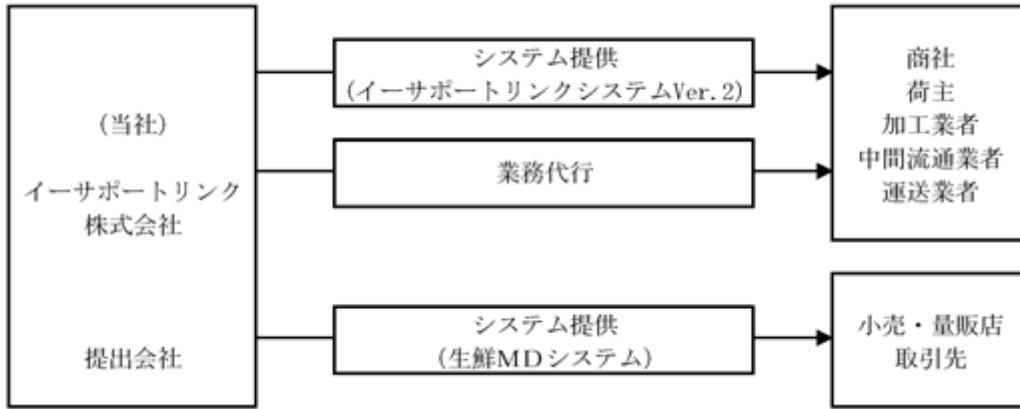 (当社)
イーサポートリンク
株式会社
提出会社
システム提供
(イーサポートリンクシステムVer.2)
業務代行
システム提供
(生鮮MDシステム)
商社
荷主
加工業者
中間流通業者
運送業者
小売・量販店
取引先